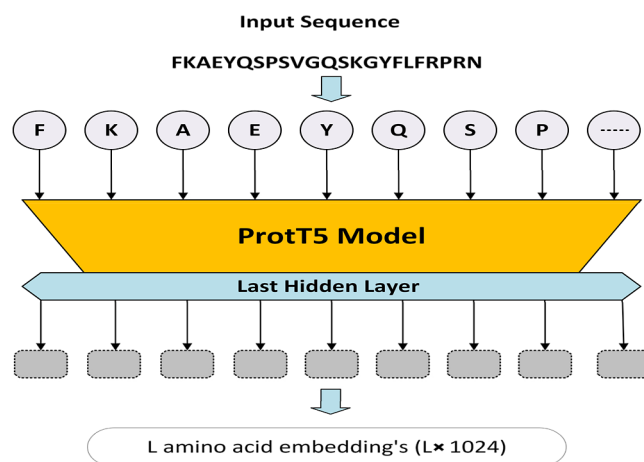 Input Sequence
FKAEYQSPSVGQSKGYFLFRPRN
F K A E Y Q S P -----
ProtT5 Model
Last Hidden Layer
L amino acid embedding's (L× 1024)